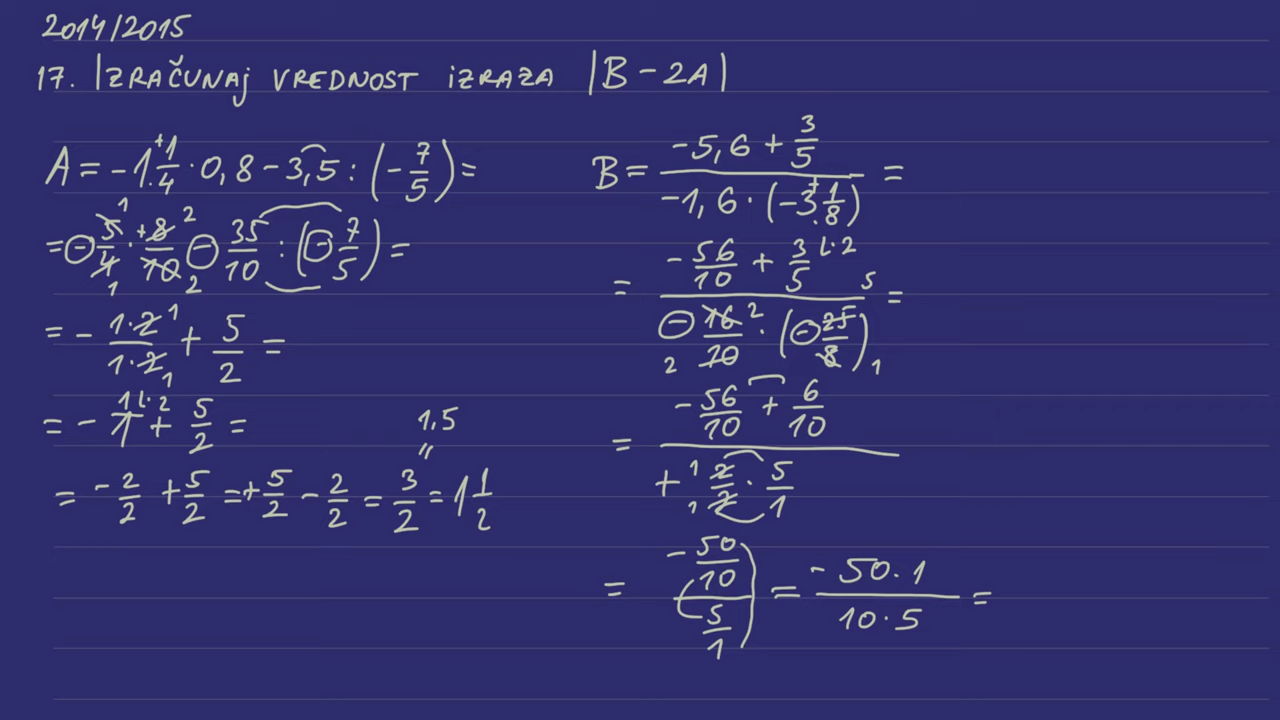 2014/2015
17. IZRAČUNAJ VREDNOST IZRAZA |B - 2A|
A = -1 1/4 · 0,8 - 3,5 : (- 7/5) =
= - 5/4 · 8/10 - 35/10 : (- 7/5) =
= - 1·2/1·2 + 5/2 =
= - 1/1 + 5/2 =
1,5
= - 2/2 + 5/2 = + 5/2 - 2/2 = 3/2 = 1 1/2
B = (-5,6 + 3/5) / (-1,6 · (-3 1/8)) =
= (- 56/10 + 3/5 |·2) / (- 16/10 · (- 25/8)) =
= (- 56/10 + 6/10) / (+ 2/2 · 5/1)
= (- 50/10) / (5/1) = -50·1 / 10·5 =